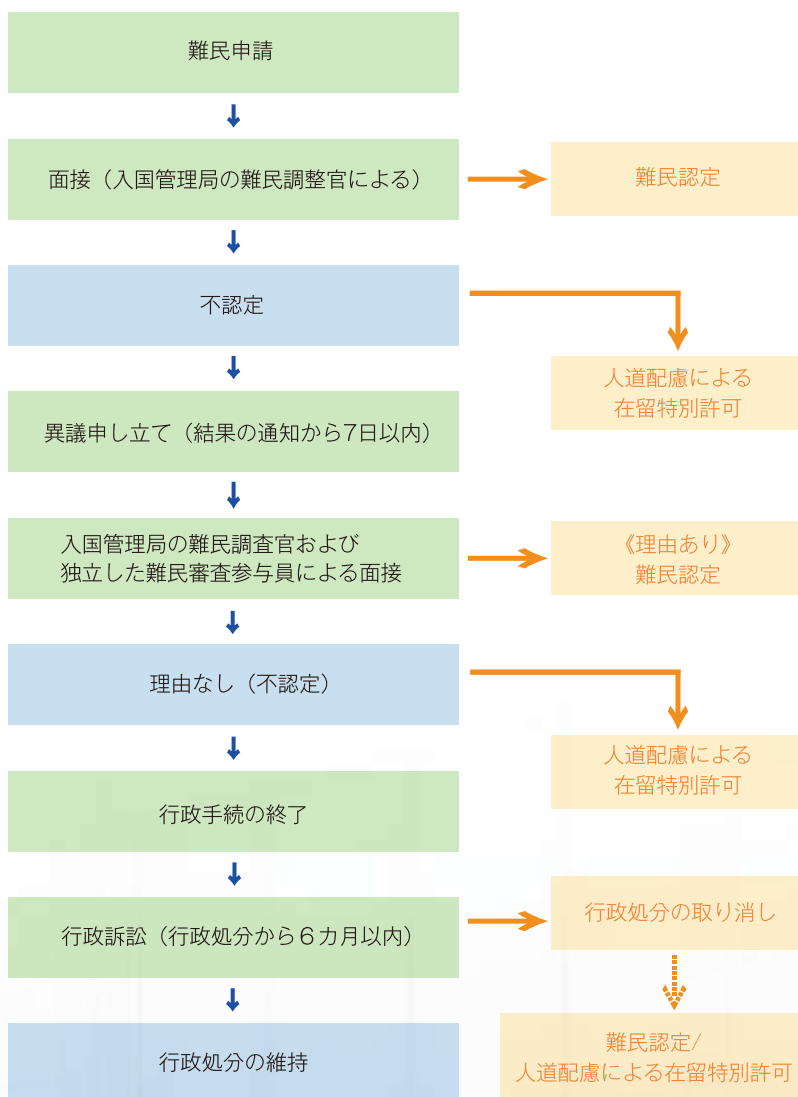 難民申請
面接（入国管理局の難民調整官による）
難民認定
不認定
人道配慮による
在留特別許可
異議申し立て（結果の通知から7日以内）
入国管理局の難民調査官および
独立した難民審査参与員による面接
《理由あり》
難民認定
理由なし（不認定）
人道配慮による
在留特別許可
行政手続の終了
行政訴訟（行政処分から６カ月以内）
行政処分の取り消し
行政処分の維持
難民認定/
人道配慮による在留特別許可